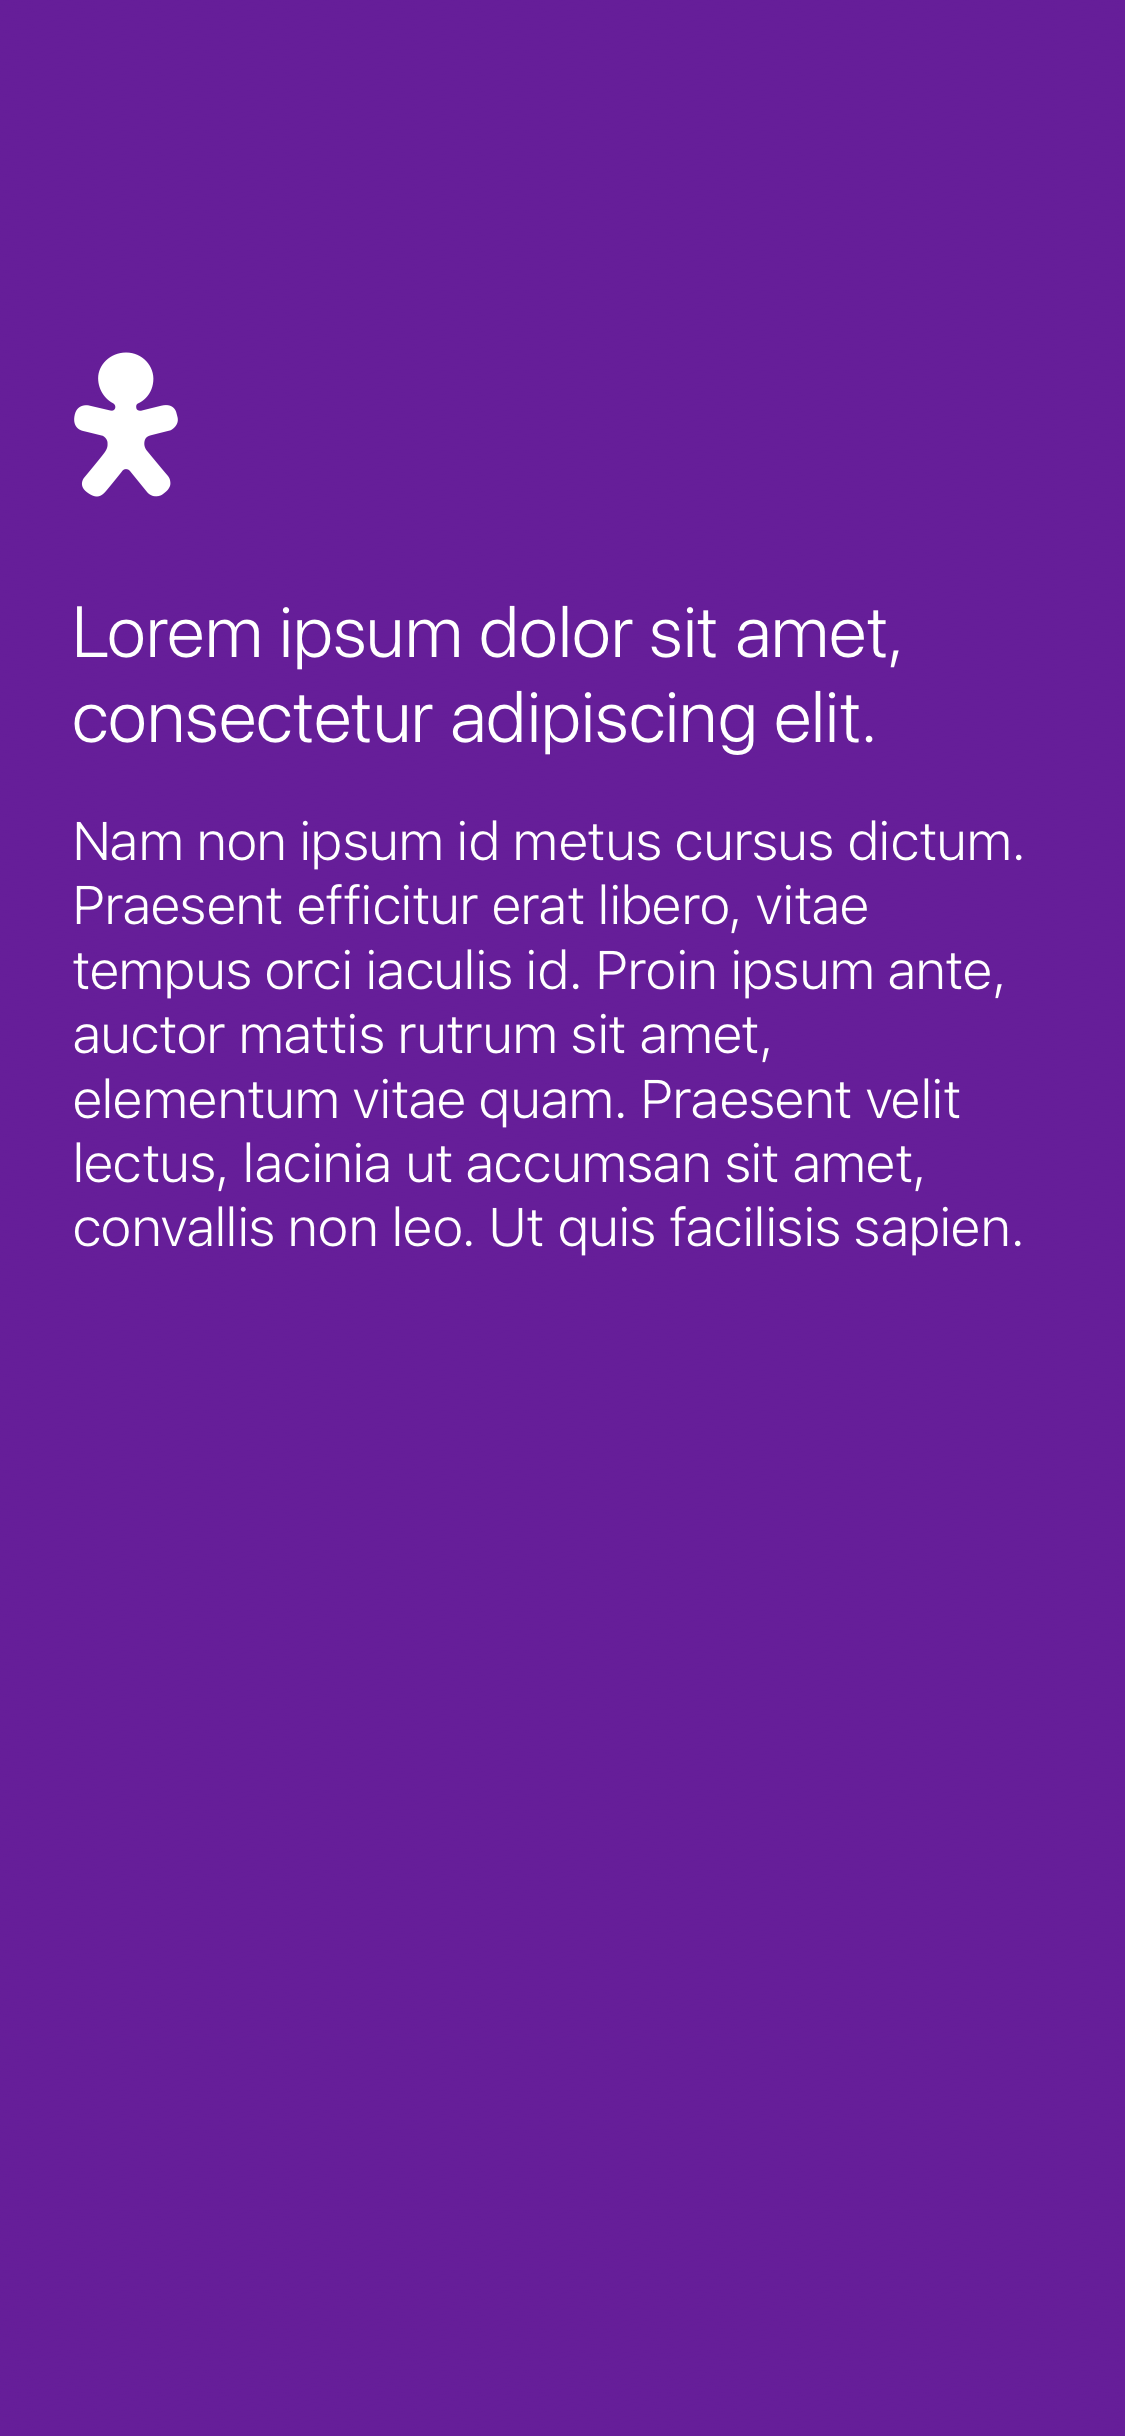 Lorem ipsum dolor sit amet,
consectetur adipiscing elit.
Nam non ipsum id metus cursus dictum.
Praesent efficitur erat libero, vitae
tempus orci iaculis id. Proin ipsum ante,
auctor mattis rutrum sit amet,
elementum vitae quam. Praesent velit
lectus, lacinia ut accumsan sit amet,
convallis non leo. Ut quis facilisis sapien.